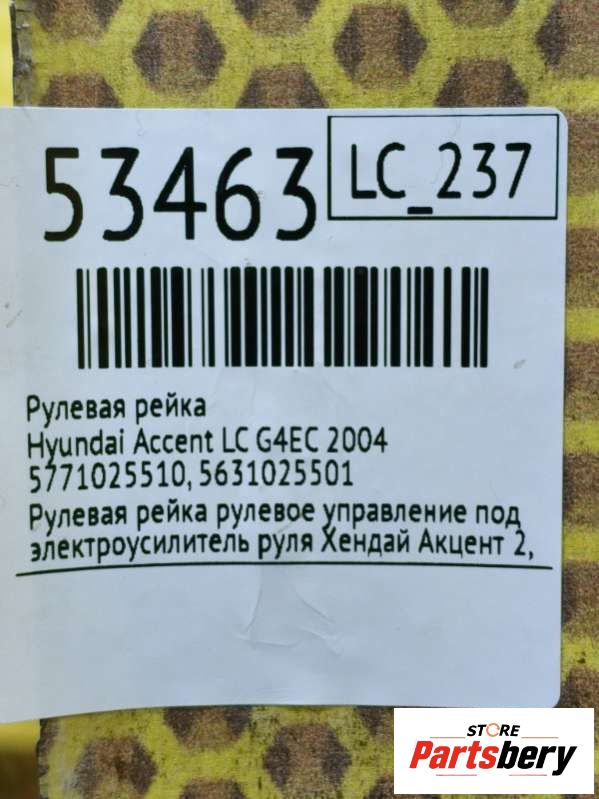 53463
LC_237
Рулевая рейка
Hyundai Accent LC G4EC 2004
5771025510, 5631025501
Рулевая рейка рулевое управление под
электроусилитель руля Хендай Акцент 2,
STORE
Partsbery